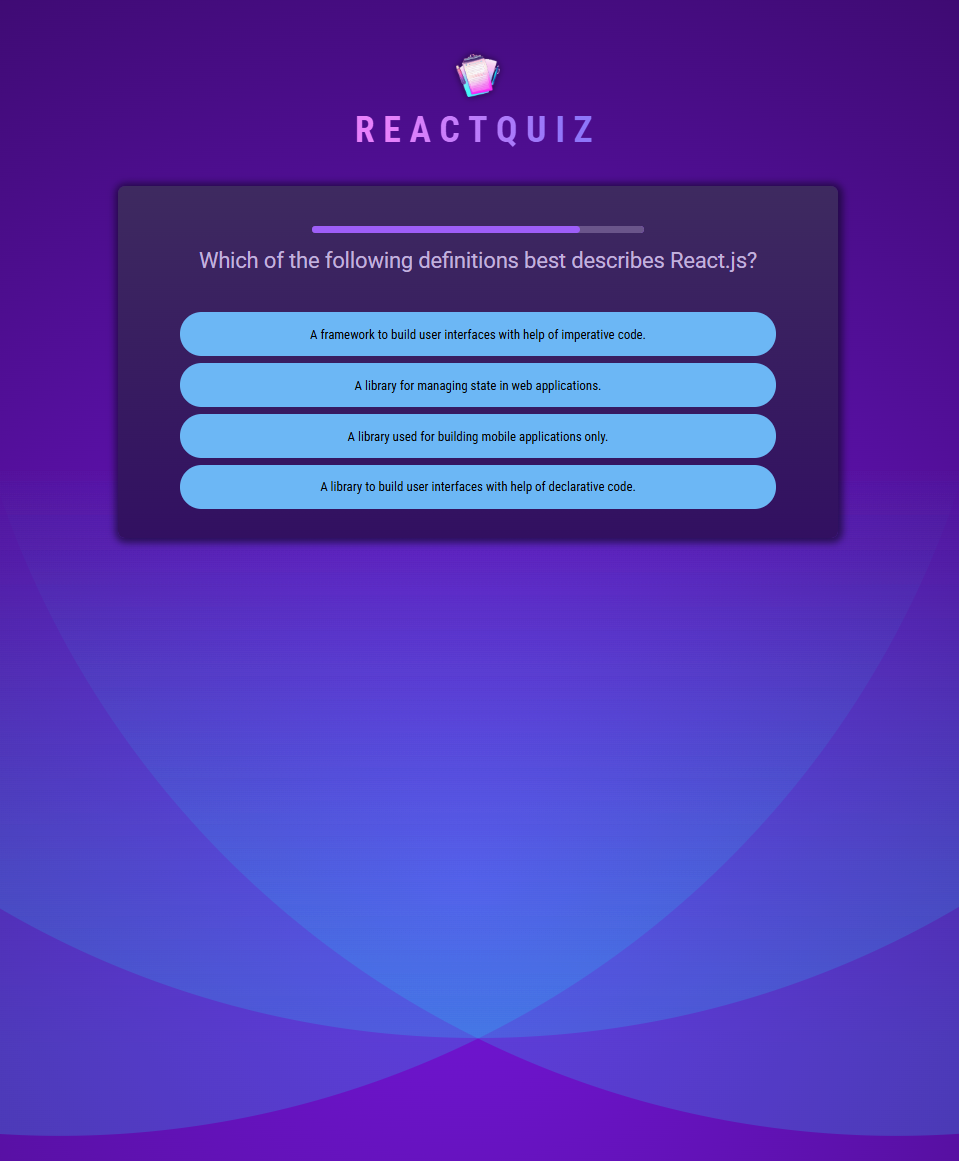 REACTQUIZ
Which of the following definitions best describes React.js?
A framework to build user interfaces with help of imperative code.
A library for managing state in web applications.
A library used for building mobile applications only.
A library to build user interfaces with help of declarative code.